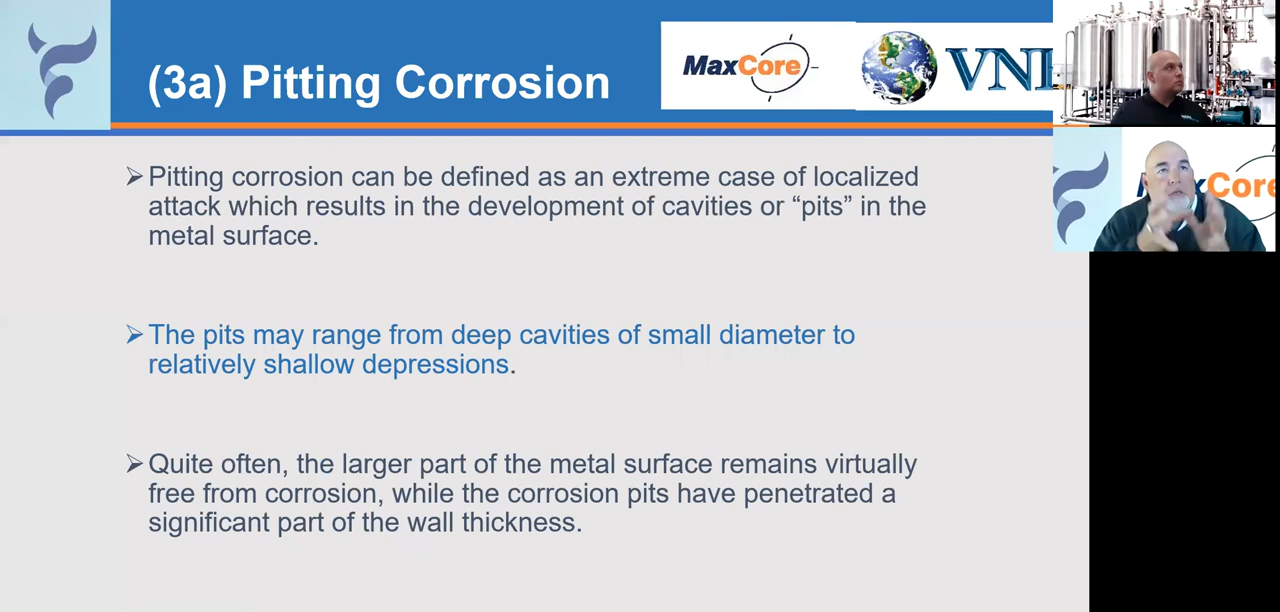 (3a) Pitting Corrosion
MaxCore
➢Pitting corrosion can be defined as an extreme case of localized
attack which results in the development of cavities or “pits” in the
metal surface.
➢The pits may range from deep cavities of small diameter to
relatively shallow depressions.
➢Quite often, the larger part of the metal surface remains virtually
free from corrosion, while the corrosion pits have penetrated a
significant part of the wall thickness.